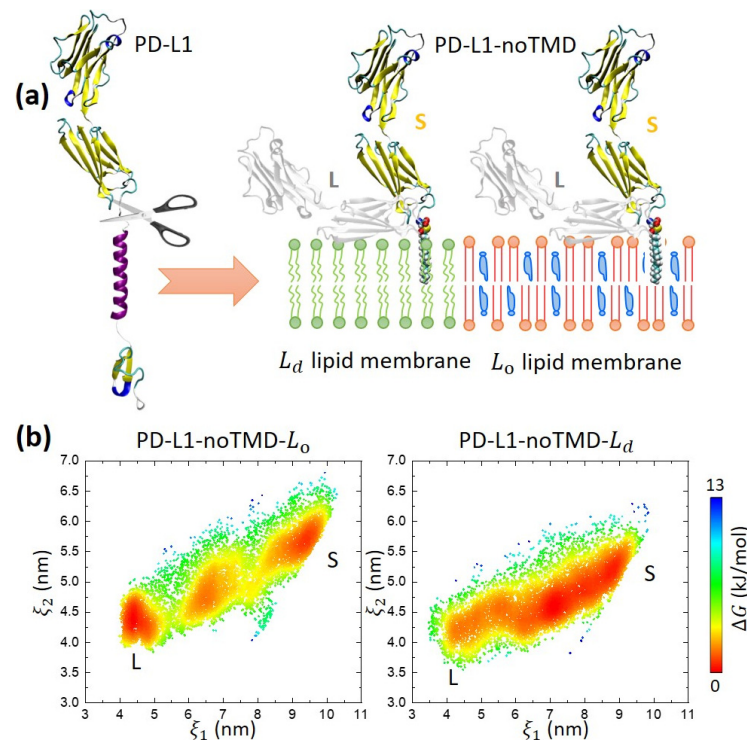 PD-L1
PD-L1-noTMD
(a)
S
S
L
L
L_d lipid membrane
L_o lipid membrane
(b)
PD-L1-noTMD-L_o
PD-L1-noTMD-L_d
7.0
6.5
6.0
5.5
5.0
4.5
4.0
3.5
3.0
ξ_2 (nm)
S
L
3 4 5 6 7 8 9 10 11
ξ_1 (nm)
7.0
6.5
6.0
5.5
5.0
4.5
4.0
3.5
3.0
ξ_2 (nm)
S
L
3 4 5 6 7 8 9 10 11
ξ_1 (nm)
13
ΔG (kJ/mol)
0